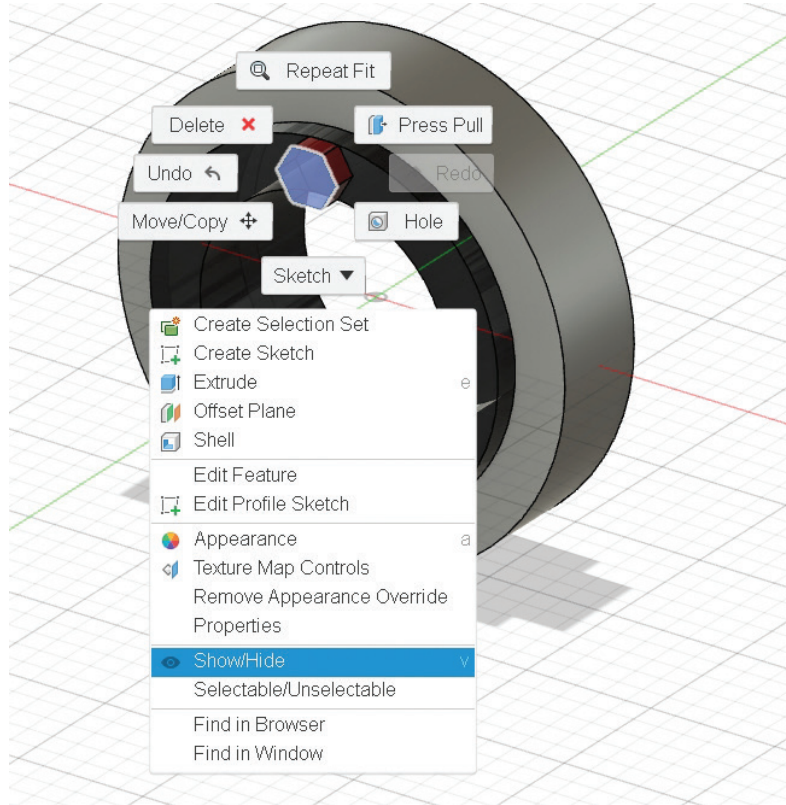 Repeat Fit
Delete
Press Pull
Undo
Redo
Move/Copy
Hole
Sketch
Create Selection Set
Create Sketch
Extrude e
Offset Plane
Shell
Edit Feature
Edit Profile Sketch
Appearance a
Texture Map Controls
Remove Appearance Override
Properties
Show/Hide v
Selectable/Unselectable
Find in Browser
Find in Window